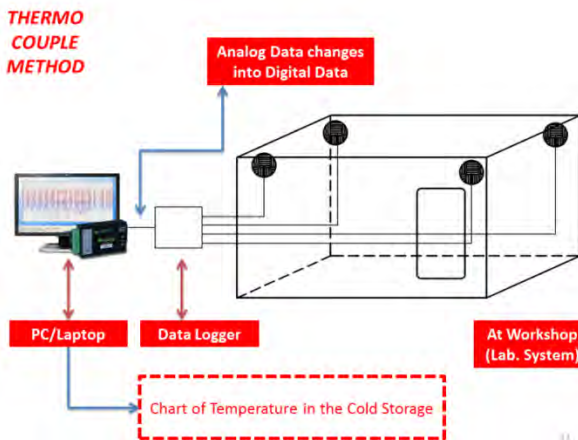 THERMO
COUPLE
METHOD
Analog Data changes
into Digital Data
PC/Laptop
Data Logger
At Workshop
(Lab. System)
Chart of Temperature in the Cold Storage